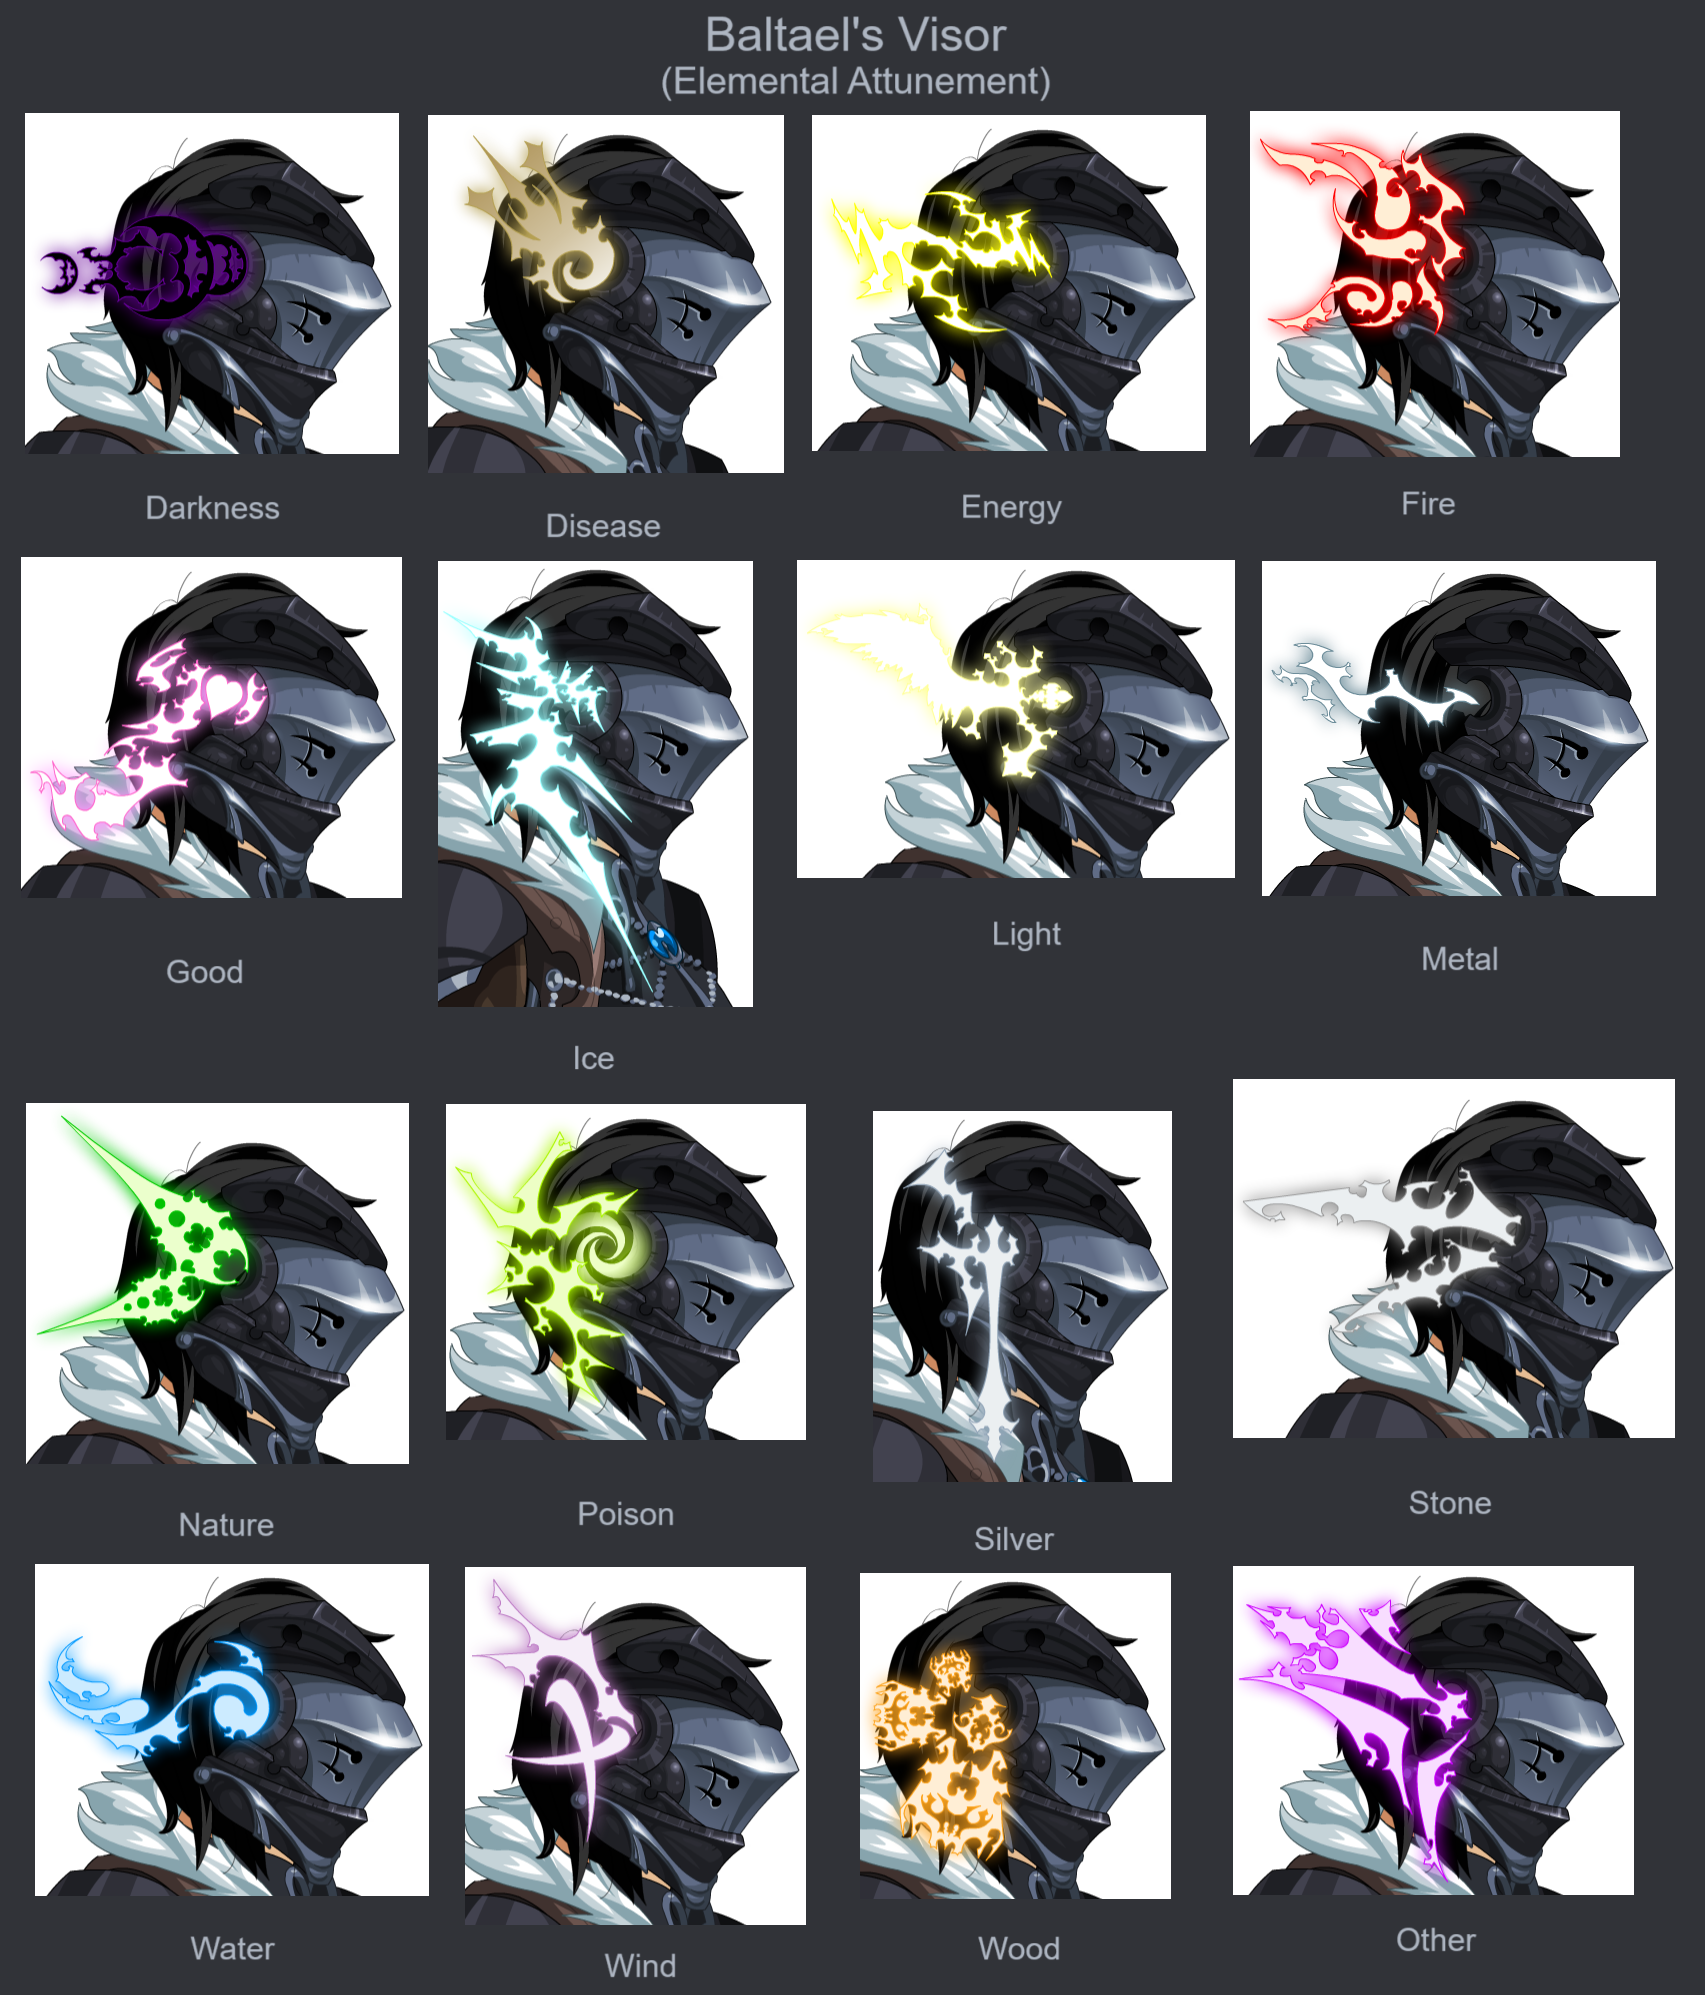 Baltael's Visor
(Elemental Attunement)
Darkness
Disease
Energy
Fire
Good
Ice
Light
Metal
Nature
Poison
Silver
Stone
Water
Wind
Wood
Other